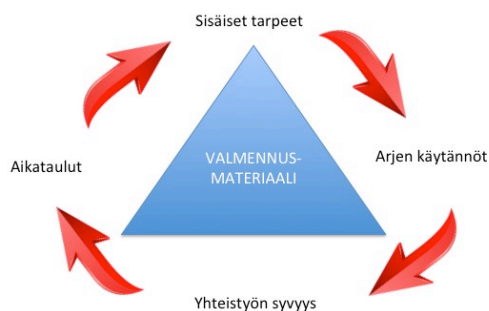 Sisäiset tarpeet
VALMENNUS-
MATERIAALI
Arjen käytännöt
Aikataulut
Yhteistyön syvyys